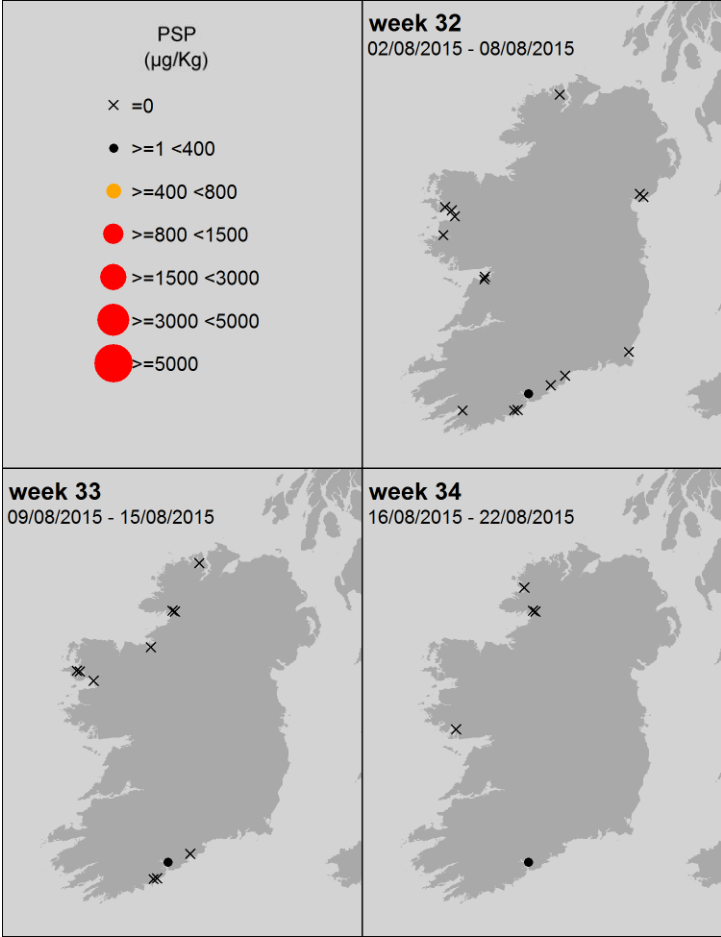 PSP
(µg/Kg)
=0
>=1 <400
>=400 <800
>=800 <1500
>=1500 <3000
>=3000 <5000
>=5000
week 32
02/08/2015 - 08/08/2015
week 33
09/08/2015 - 15/08/2015
week 34
16/08/2015 - 22/08/2015